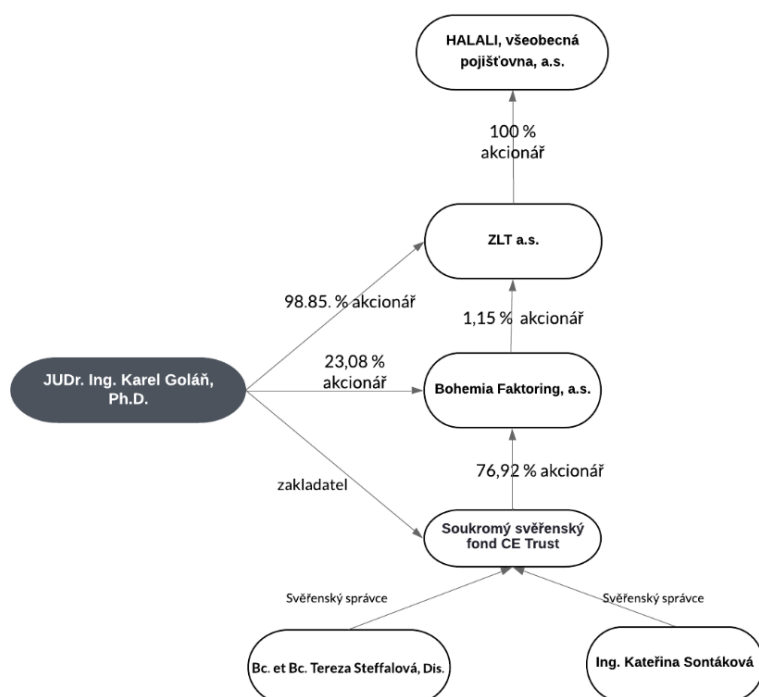 HALALI, všeobecná
pojišťovna, a.s.
100 %
akcionář
ZLT a.s.
98.85. % akcionář
1,15 % akcionář
23,08 %
akcionář
JUDr. Ing. Karel Goláň,
Ph.D.
Bohemia Faktoring, a.s.
76,92 % akcionář
zakladatel
Soukromý svěřenský
fond CE Trust
Svěřenský správce
Svěřenský správce
Bc. et Bc. Tereza Steffalová, Dis.
Ing. Kateřina Sontáková